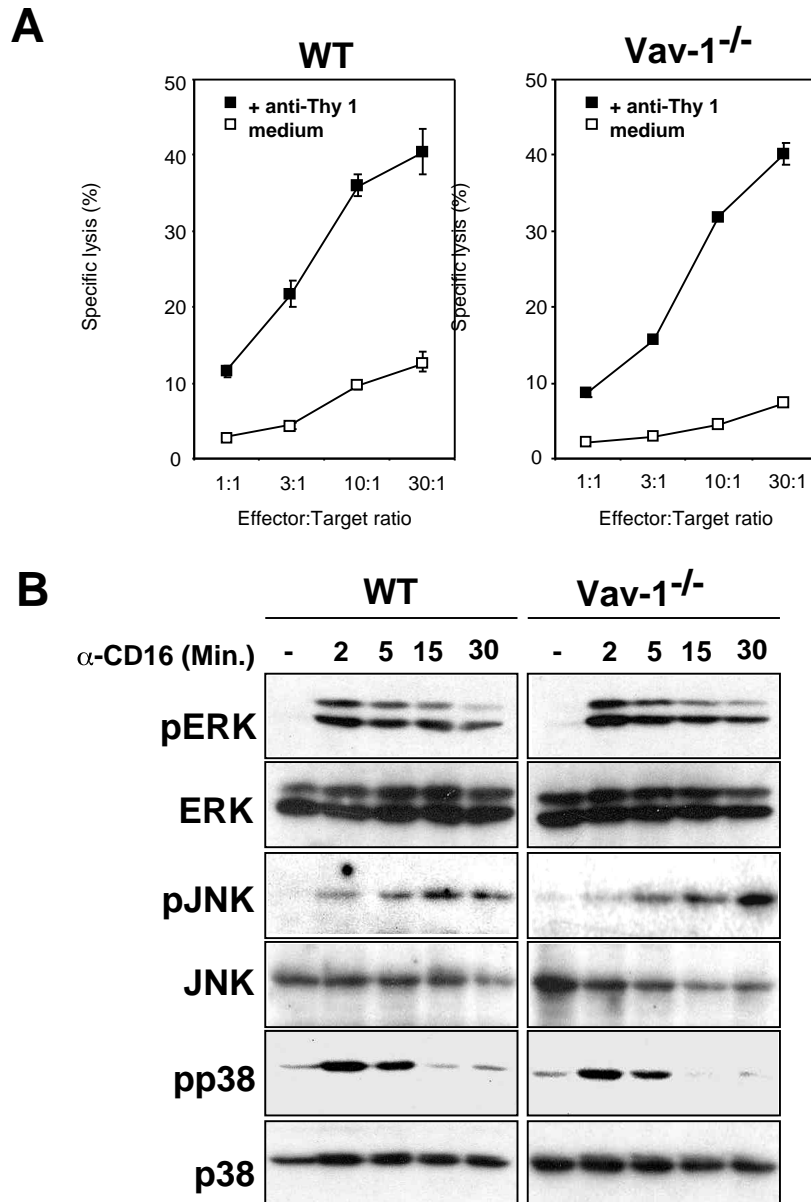 A
WT
Vav-1-/-
50
40
30
20
10
0
+ anti-Thy 1
medium
Specific lysis (%)
1:1 3:1 10:1 30:1
Effector:Target ratio
50
40
30
20
10
0
+ anti-Thy 1
medium
Specific lysis (%)
1:1 3:1 10:1 30:1
Effector:Target ratio
B
WT
Vav-1-/-
α-CD16 (Min.) - 2 5 15 30 - 2 5 15 30
pERK
ERK
pJNK
JNK
pp38
p38